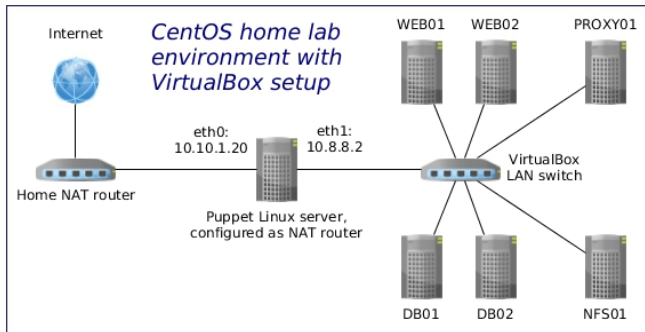 CentOS home lab
environment with
VirtualBox setup
Internet
WEB01
WEB02
PROXY01
eth0:
10.10.1.20
eth1:
10.8.8.2
VirtualBox
LAN switch
Home NAT router
Puppet Linux server,
configured as NAT router
DB01
DB02
NFS01